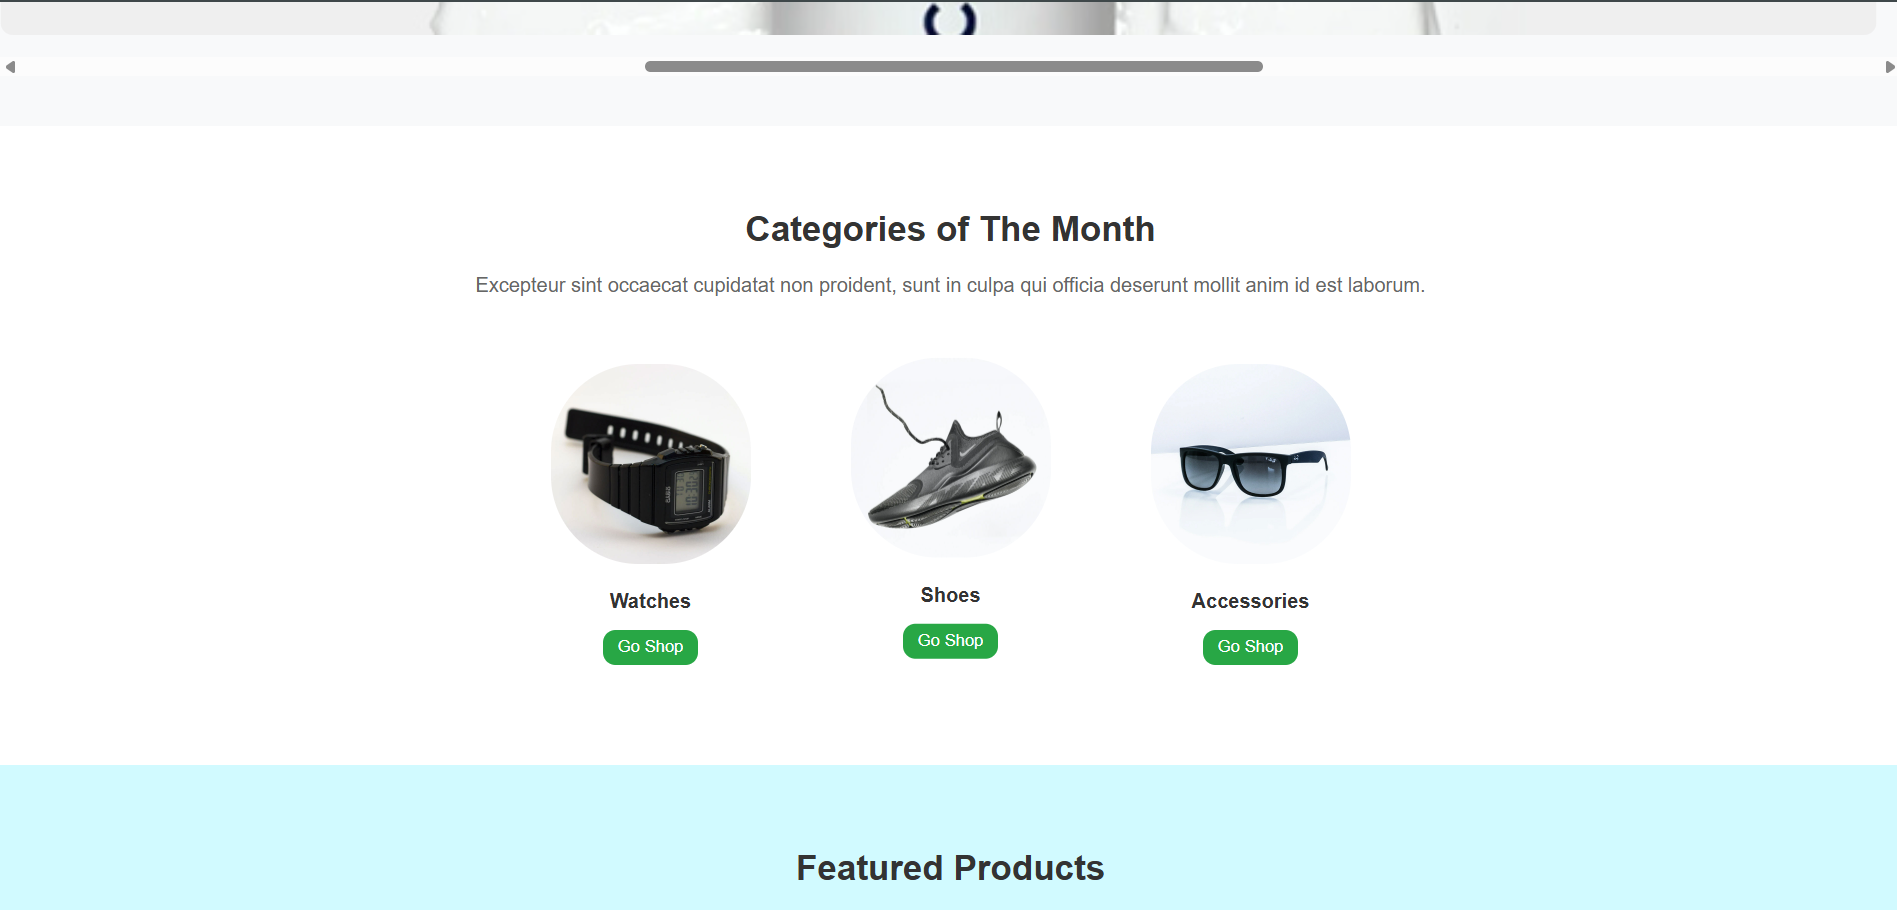 Categories of The Month
Excepteur sint occaecat cupidatat non proident, sunt in culpa qui officia deserunt mollit anim id est laborum.
Watches
Go Shop
Shoes
Go Shop
Accessories
Go Shop
Featured Products